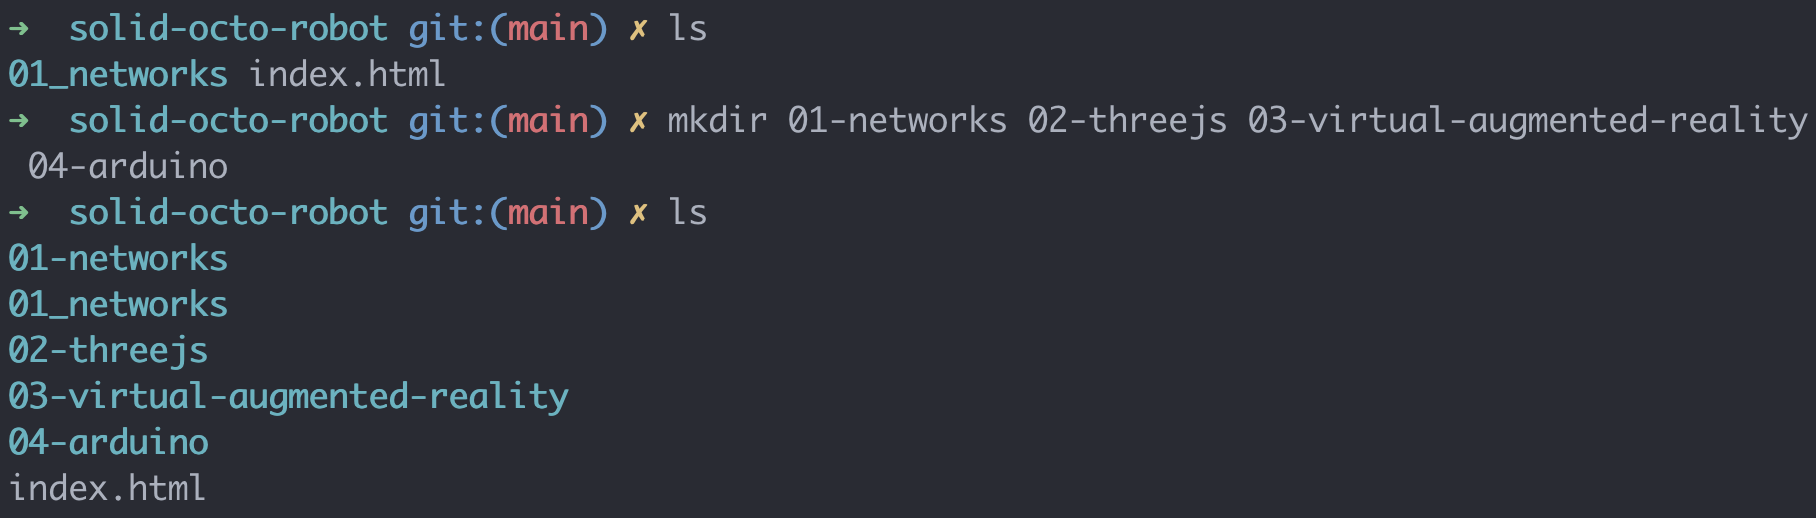 ➜  solid-octo-robot git:(main) ✗ ls
01_networks index.html
➜  solid-octo-robot git:(main) ✗ mkdir 01-networks 02-threejs 03-virtual-augmented-reality
 04-arduino
➜  solid-octo-robot git:(main) ✗ ls
01-networks
01_networks
02-threejs
03-virtual-augmented-reality
04-arduino
index.html